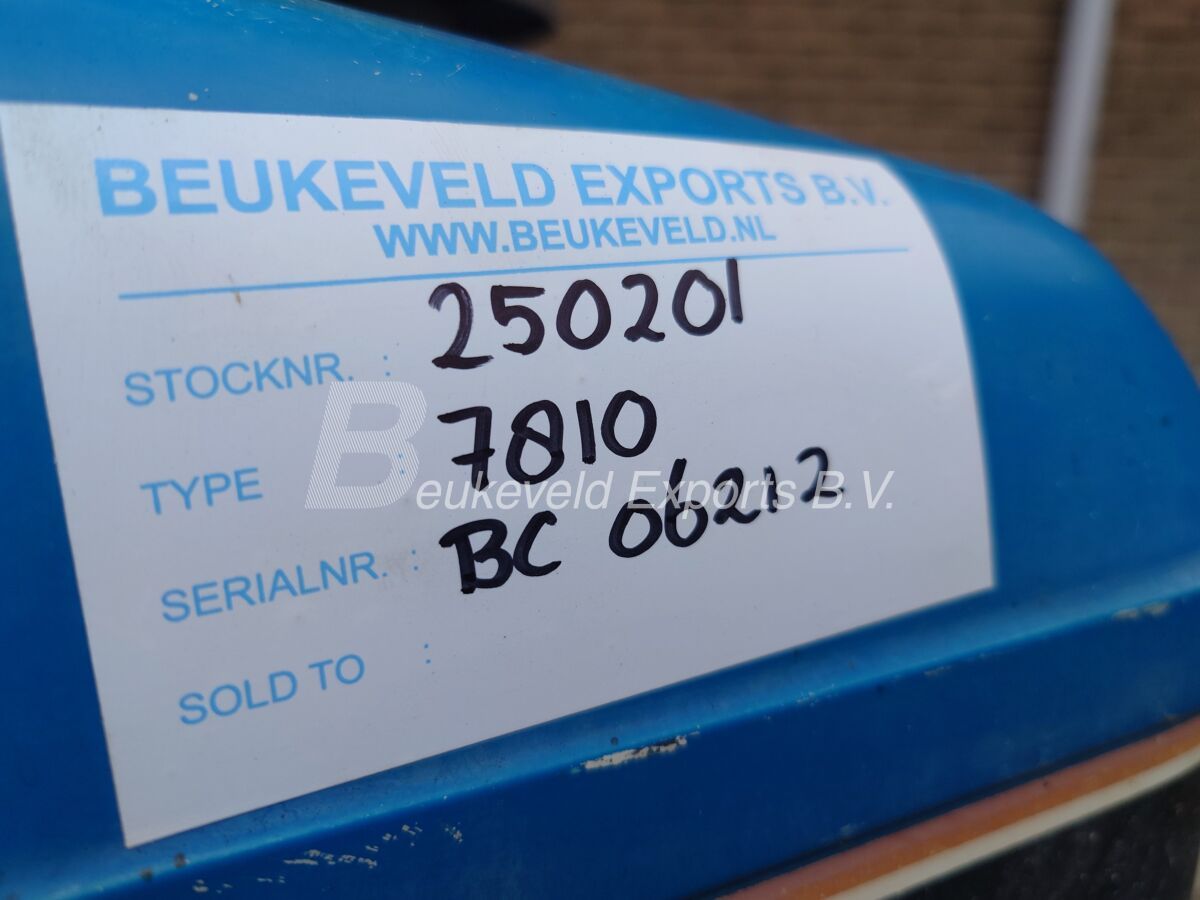 BEUKEVELD EXPORTS B.V.
WWW.BEUKEVELD.NL
STOCKNR. : 250201
TYPE : 7810
Beukeveld Exports B.V.
SERIALNR. : BC 06212
SOLD TO :